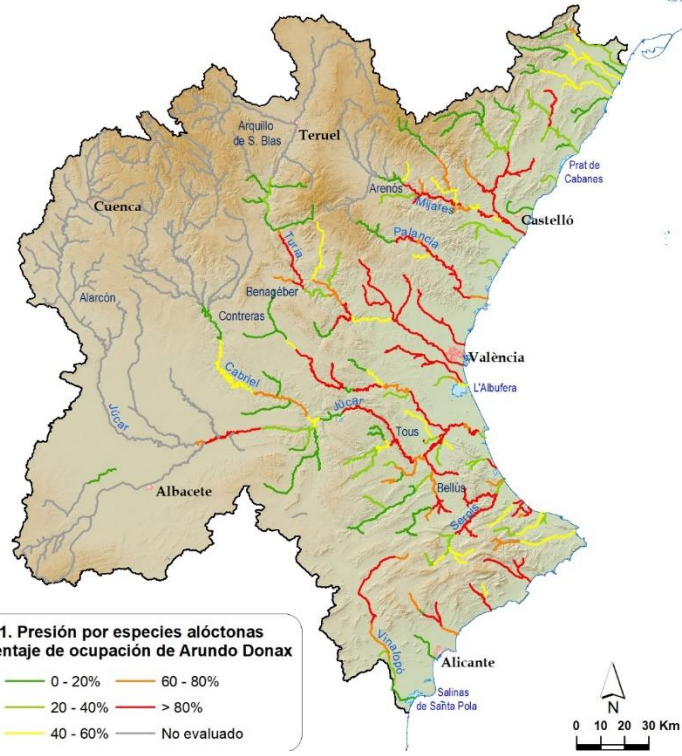 Teruel
Arquillo
de S. Blas
Cuenca
Arenós
Mijares
Prat de
Cabanes
Castelló
Palancia
Turia
Alarcón
Benagéber
Contreras
València
L'Albufera
Cabriel
Júcar
Júcar
Tous
Albacete
Bellús
Serpis
Vinalopó
Alicante
Salinas
de Santa Pola
1. Presión por especies alóctonas
entaje de ocupación de Arundo Donax
0 - 20% 60 - 80%
20 - 40% > 80%
40 - 60% No evaluado
N
0 10 20 30 Km